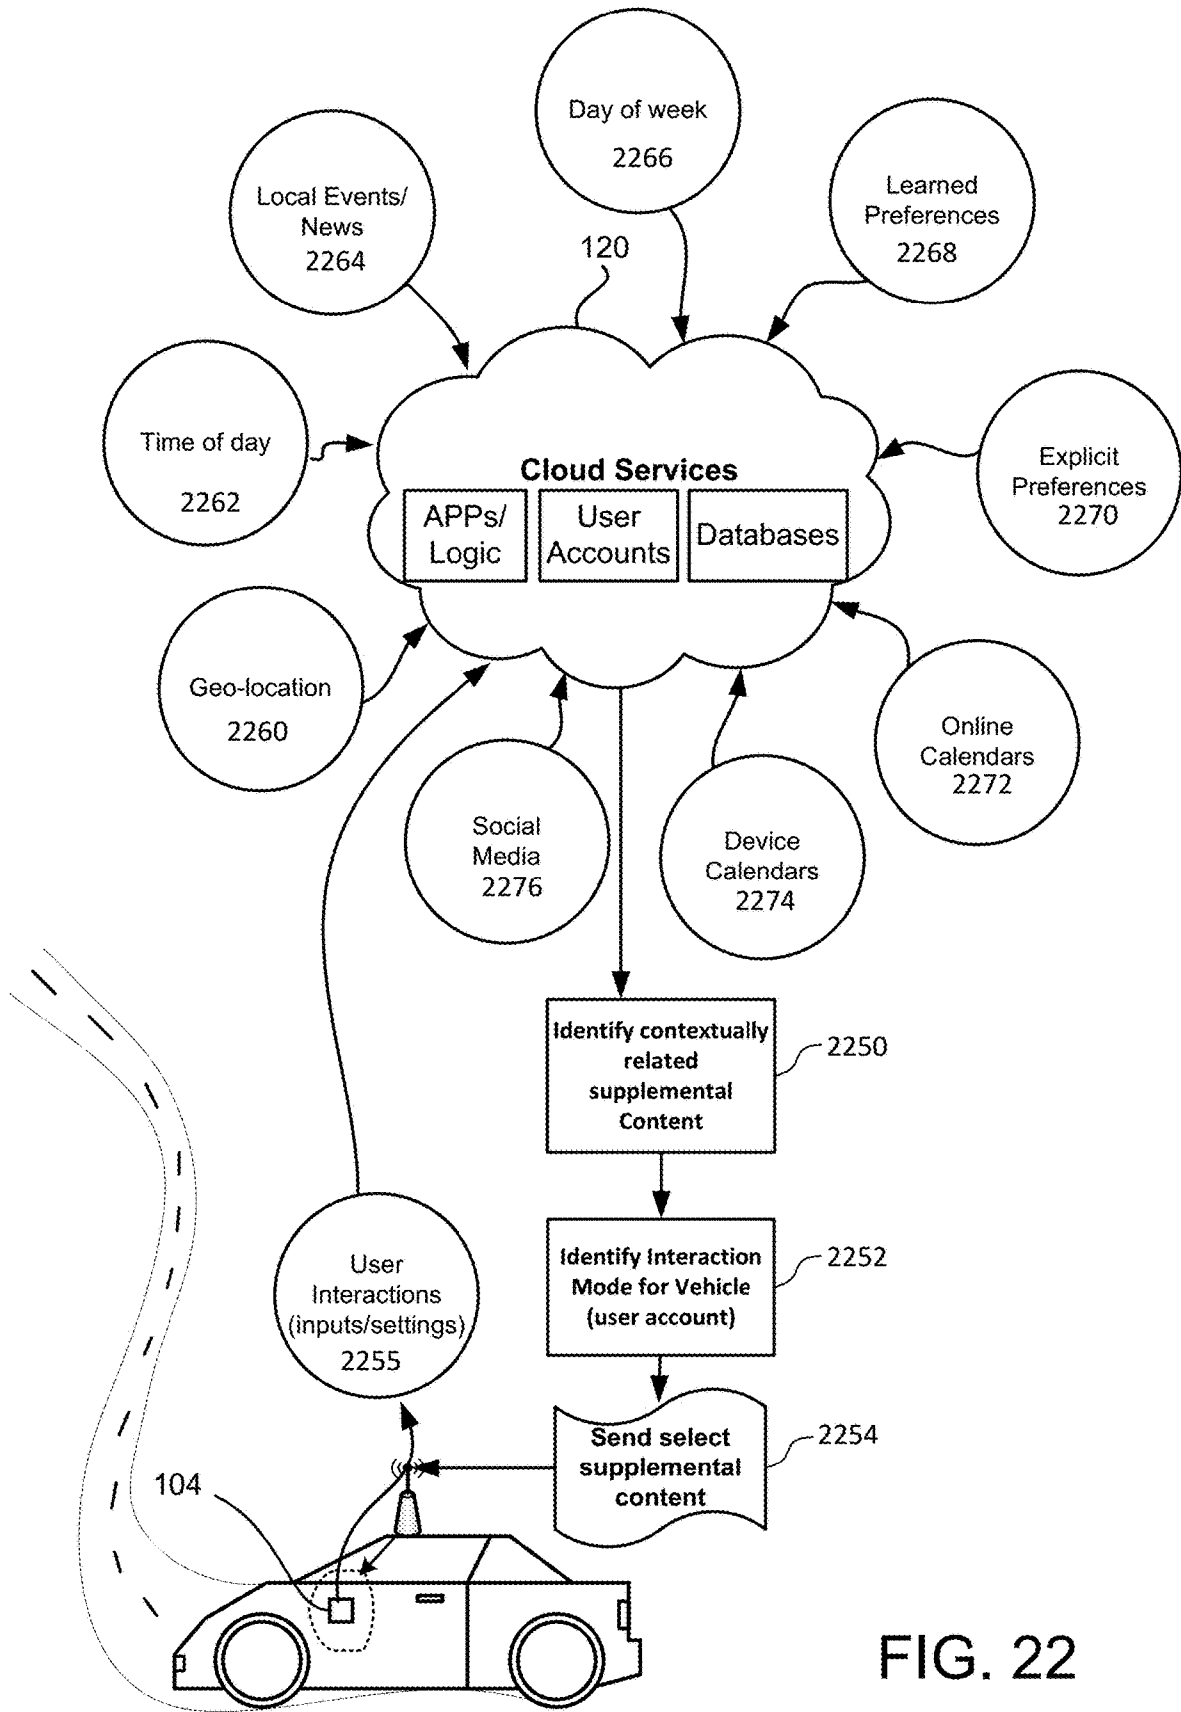 Day of week
2266
Local Events/
News
2264
Learned
Preferences
2268
120
Time of day
2262
Explicit
Preferences
2270
Cloud Services
APPs/
Logic
User
Accounts
Databases
Geo-location
2260
Online
Calendars
2272
Social
Media
2276
Device
Calendars
2274
Identify contextually
related
supplemental
Content
2250
Identify Interaction
Mode for Vehicle
(user account)
2252
User
Interactions
(inputs/settings)
2255
Send select
supplemental
content
2254
104
FIG. 22